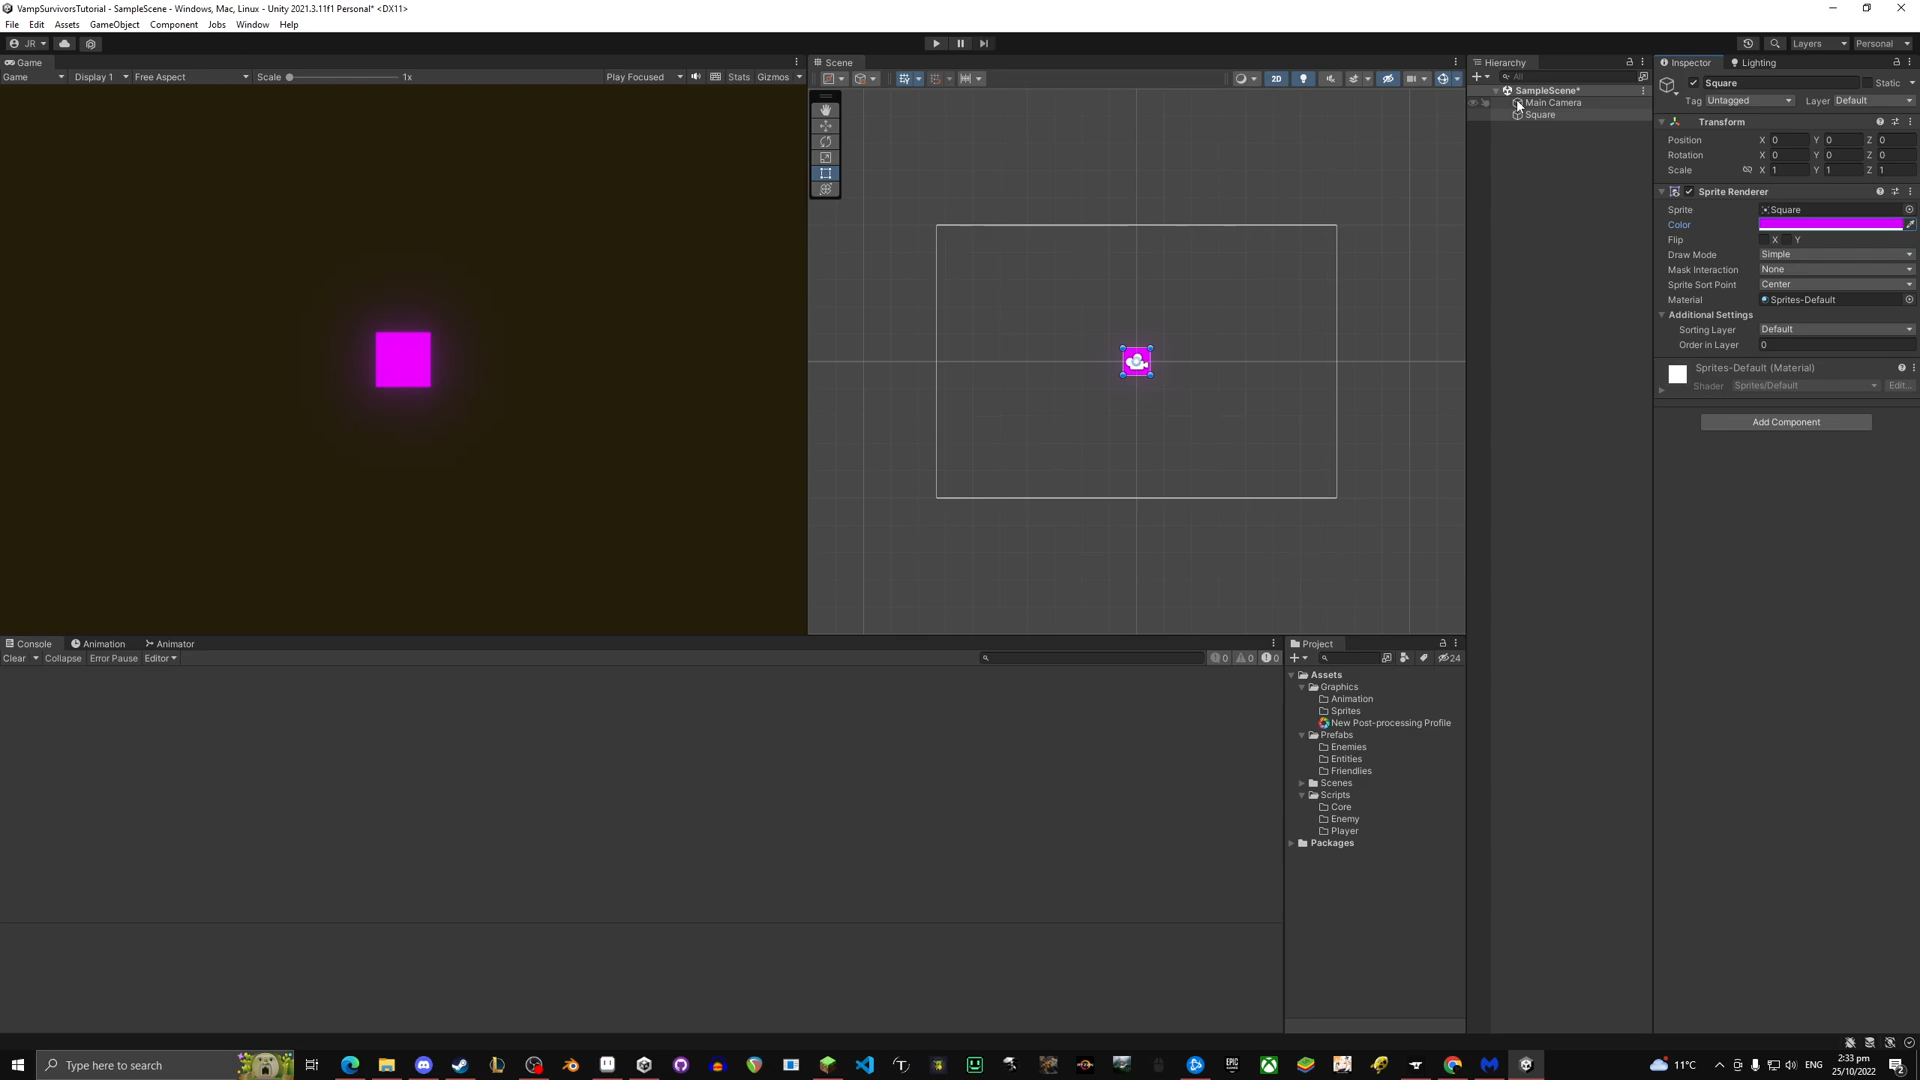 VampSurvivorsTutorial - SampleScene - Windows, Mac, Linux - Unity 2021.3.11f1 Personal* <DX11>
File Edit Assets GameObject Component Jobs Window Help
JR Layers Personal
Game
Game Display 1 Free Aspect Scale 1x Play Focused Stats Gizmos
Scene
2D
Hierarchy
All
SampleScene*
Main Camera
Square
Inspector Lighting
Square Static
Tag Untagged Layer Default
Transform
Position X 0 Y 0 Z 0
Rotation X 0 Y 0 Z 0
Scale X 1 Y 1 Z 1
Sprite Renderer
Sprite Square
Color
Flip X Y
Draw Mode Simple
Mask Interaction None
Sprite Sort Point Center
Material Sprites-Default
Additional Settings
Sorting Layer Default
Order in Layer 0
Sprites-Default (Material)
Shader Sprites/Default Edit...
Add Component
Console Animation Animator
Clear Collapse Error Pause Editor 0 0 0
Project
24
Assets
Graphics
Animation
Sprites
New Post-processing Profile
Prefabs
Enemies
Entities
Friendlies
Scenes
Scripts
Core
Enemy
Player
Packages
Type here to search
EPIC GAMES
11°C ENG 2:33 pm
25/10/2022